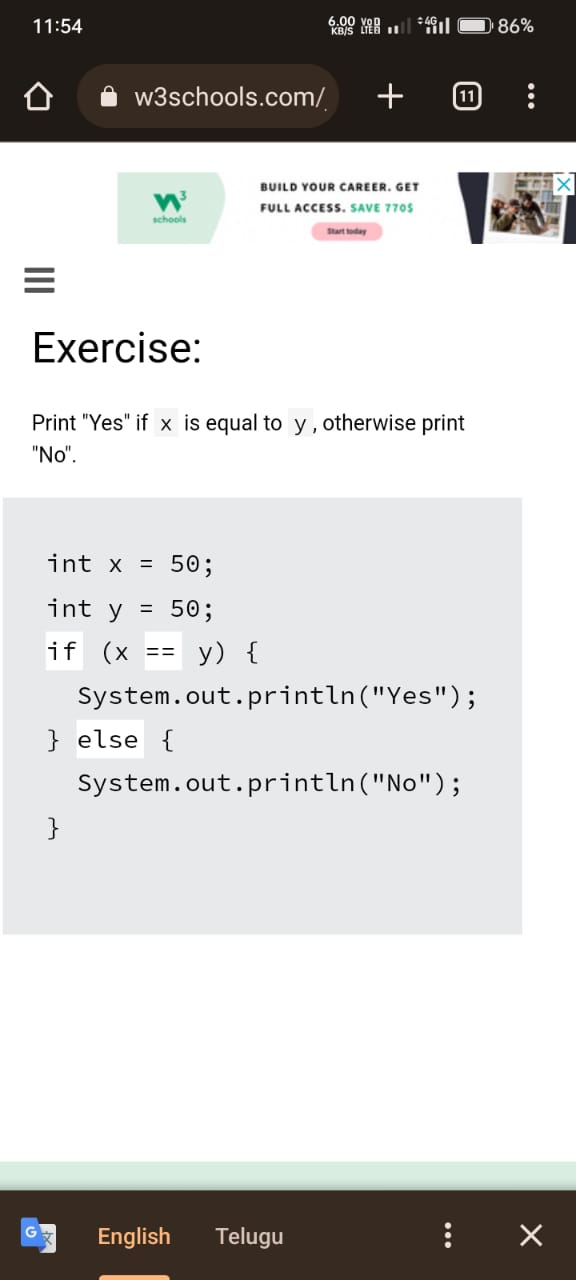 11:54
6.00 KB/S VoD LTE 4G 86%
w3schools.com/
+ 11
w3 schools
BUILD YOUR CAREER. GET
FULL ACCESS. SAVE 770$
Start today
Exercise:
Print "Yes" if x is equal to y, otherwise print
"No".
int x = 50;
int y = 50;
if (x == y) {
System.out.println("Yes");
} else {
System.out.println("No");
}
G 文 English Telugu